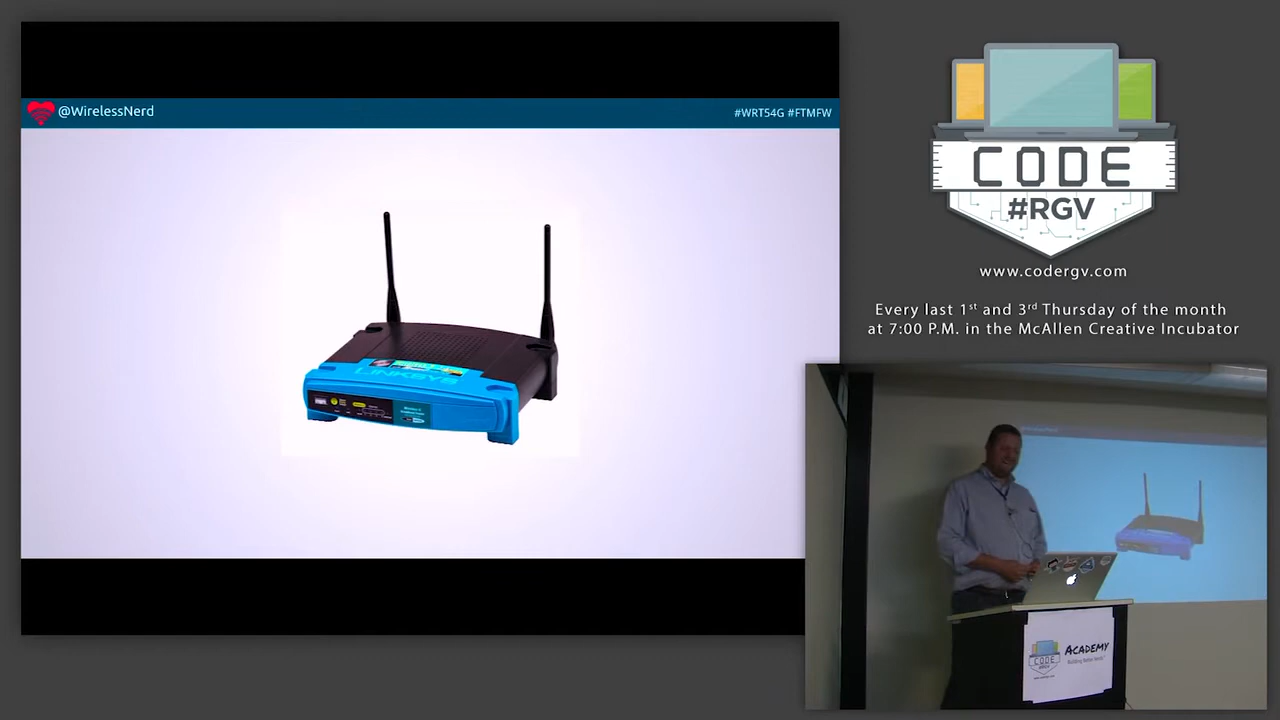 @WirelessNerd
#WRT54G #FTMFW
LINKSYS
CODE
#RGV
www.codergv.com
Every last 1st and 3rd Thursday of the month
at 7:00 P.M. in the McAllen Creative Incubator
CODE
ACADEMY